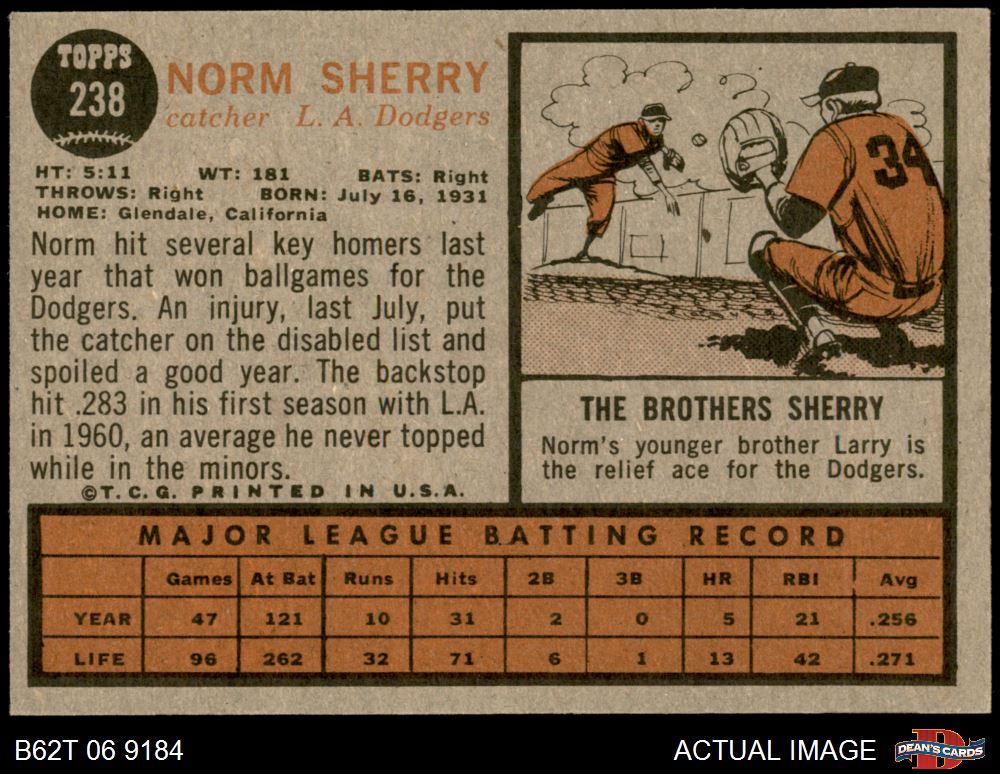 TOPPS
238
NORM SHERRY
catcher L. A. Dodgers
HT: 5:11 WT: 181 BATS: Right
THROWS: Right BORN: July 16, 1931
HOME: Glendale, California
Norm hit several key homers last
year that won ballgames for the
Dodgers. An injury, last July, put
the catcher on the disabled list and
spoiled a good year. The backstop
hit .283 in his first season with L.A.
in 1960, an average he never topped
while in the minors.
©T.C.G. PRINTED IN U.S.A.
34
THE BROTHERS SHERRY
Norm's younger brother Larry is
the relief ace for the Dodgers.
MAJOR LEAGUE BATTING RECORD
Games At Bat Runs Hits 2B 3B HR RBI Avg
YEAR 47 121 10 31 2 0 5 21 .256
LIFE 96 262 32 71 6 1 13 42 .271
B62T 06 9184
ACTUAL IMAGE
D
DEAN'S CARDS